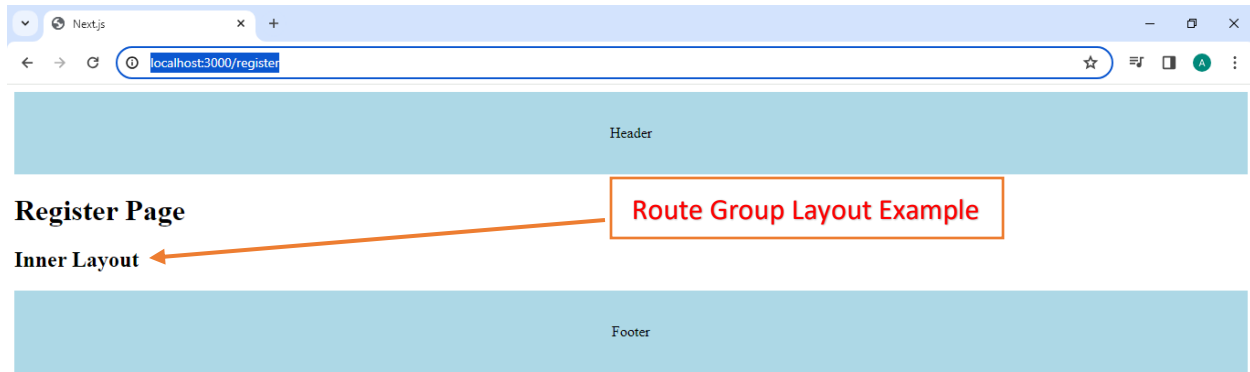 Next.js
localhost:3000/register
A
Header
Register Page
Route Group Layout Example
Inner Layout
Footer